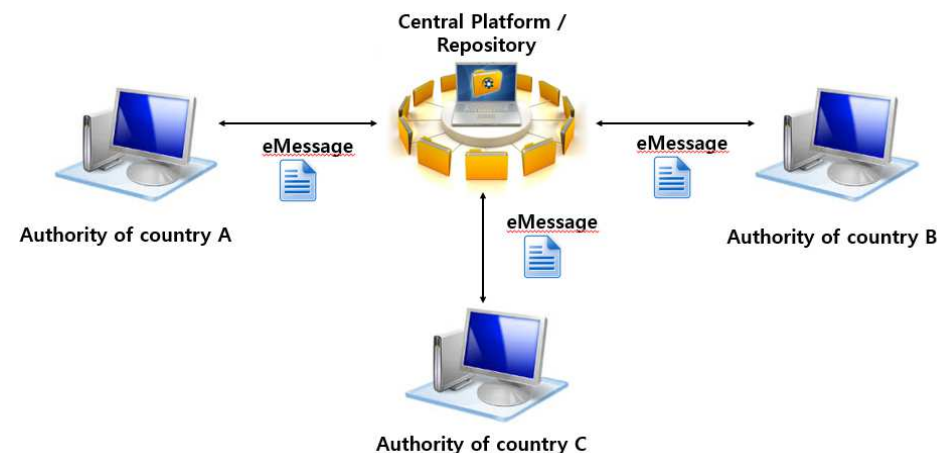 Central Platform /
Repository
eMessage
eMessage
Authority of country A
eMessage
Authority of country B
Authority of country C